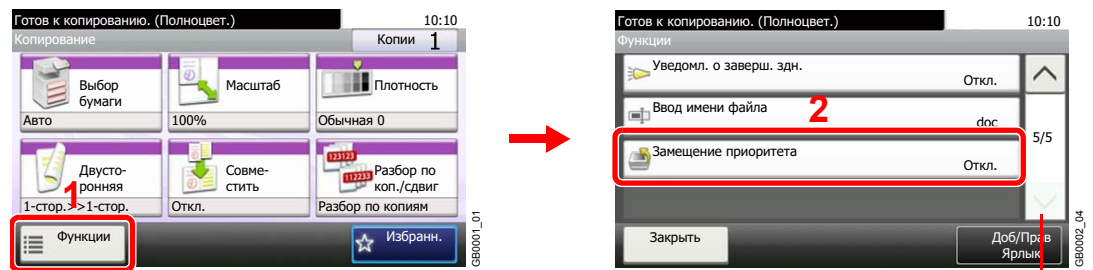 Готов к копированию. (Полноцвет.) 10:10
Копирование Копии 1
Выбор бумаги
Авто
Масштаб
100%
Плотность
Обычная 0
Двусто-
ронняя
1-стор.>>1-стор.
Совме-
стить
Откл.
123123
112233
Разбор по
коп./сдвиг
Разбор по копиям
1
Функции
Избранн.
GB0001_01
Готов к копированию. (Полноцвет.) 10:10
Функции
Уведомл. о заверш. здн.
Откл.
Ввод имени файла
doc
2
5/5
Замещение приоритета
Откл.
Закрыть
Доб/Прав
Ярлык
GB0002_04